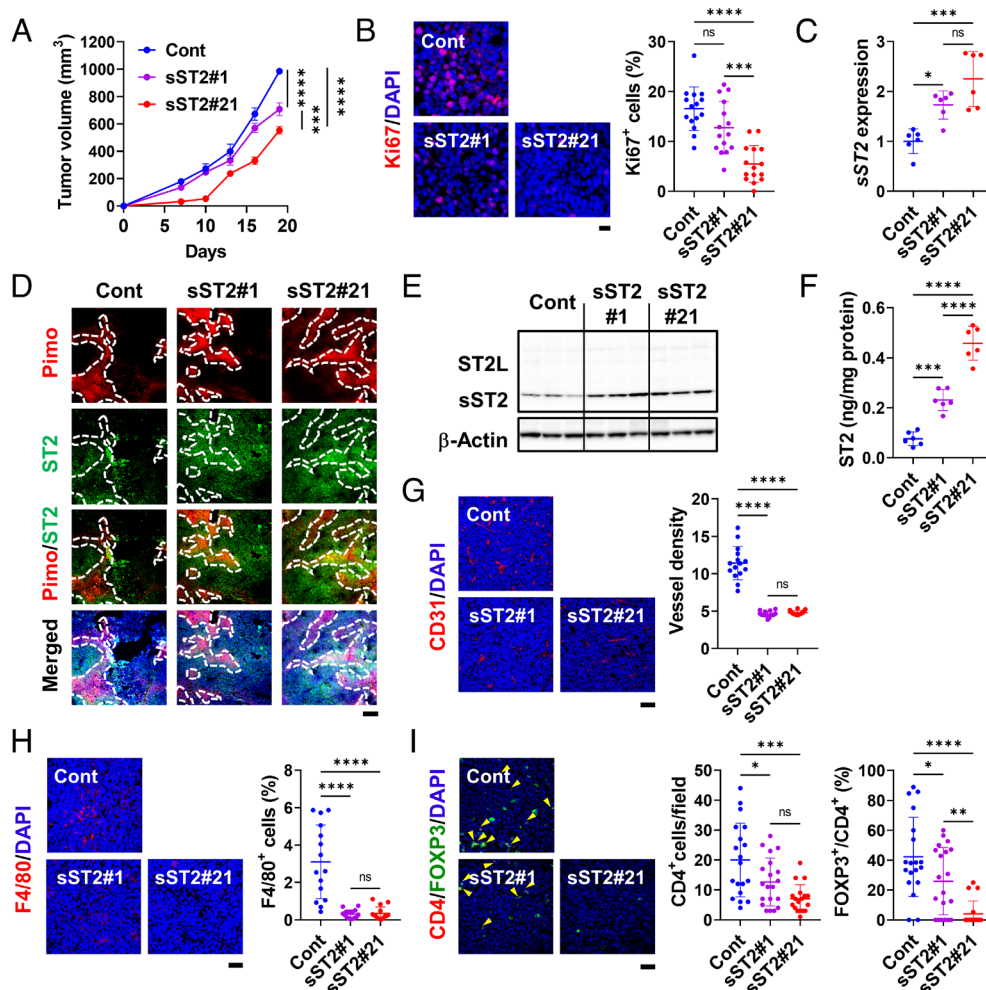 A
Tumor volume (mm³)
1200
1000
800
600
400
200
0
0 5 10 15 20
Days
Cont
sST2#1
sST2#21
****
***
****
B
Ki67/DAPI
Cont
sST2#1
sST2#21
Ki67⁺ cells (%)
30
20
10
0
****
ns
***
Cont
sST2#1
sST2#21
C
sST2 expression
4
3
2
1
0
***
ns
*
Cont
sST2#1
sST2#21
D
Cont sST2#1 sST2#21
Pimo
ST2
Pimo/ST2
Merged
E
Cont sST2 #1 sST2 #21
ST2L
sST2
β-Actin
F
ST2 (ng/mg protein)
0.6
0.4
0.2
0.0
****
****
***
Cont
sST2#1
sST2#21
G
CD31/DAPI
Cont
sST2#1
sST2#21
Vessel density
20
15
10
5
0
****
****
ns
Cont
sST2#1
sST2#21
H
F4/80/DAPI
Cont
sST2#1
sST2#21
F4/80⁺ cells (%)
8
6
4
2
0
****
****
ns
Cont
sST2#1
sST2#21
I
CD4/FOXP3/DAPI
Cont
sST2#1
sST2#21
CD4⁺cells/field
50
40
30
20
10
0
***
*
ns
Cont
sST2#1
sST2#21
FOXP3⁺/CD4⁺ (%)
100
80
60
40
20
0
****
*
**
Cont
sST2#1
sST2#21